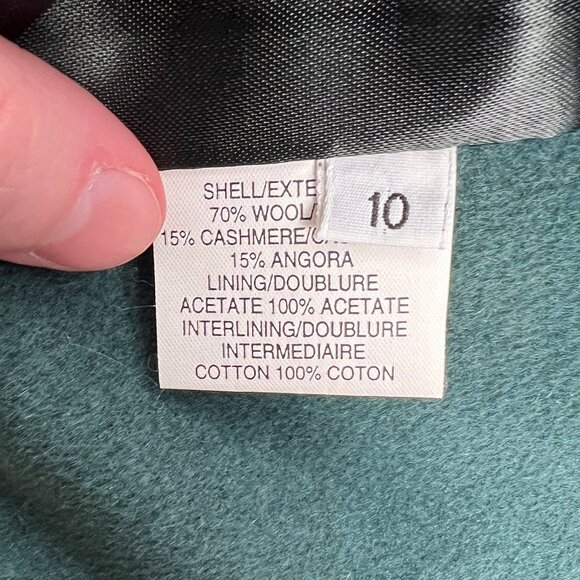 SHELL/EXTE
10
70% WOOL/
15% CASHMERE/
15% ANGORA
LINING/DOUBLURE
ACETATE 100% ACETATE
INTERLINING/DOUBLURE
INTERMEDIAIRE
COTTON 100% COTON